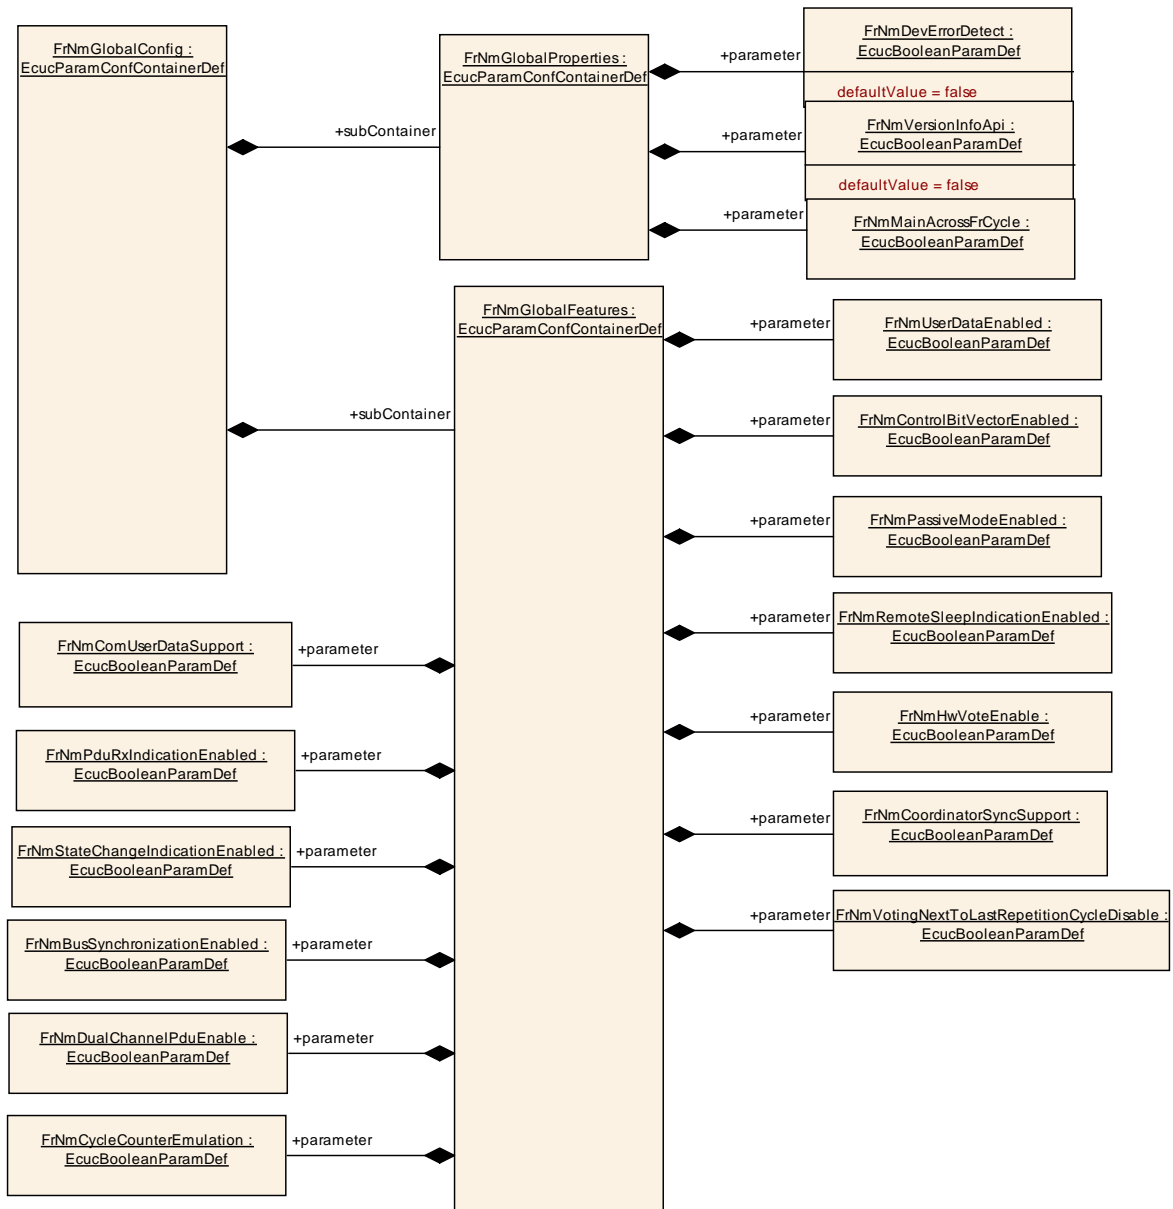 FrNmGlobalConfig :
EcucParamConfContainerDef
+subContainer
FrNmGlobalProperties :
EcucParamConfContainerDef
+parameter
FrNmDevErrorDetect :
EcucBooleanParamDef
defaultValue = false
+parameter
FrNmVersionInfoApi :
EcucBooleanParamDef
defaultValue = false
+parameter
FrNmMainAcrossFrCycle :
EcucBooleanParamDef
+subContainer
FrNmGlobalFeatures :
EcucParamConfContainerDef
+parameter
FrNmUserDataEnabled :
EcucBooleanParamDef
+parameter
FrNmControlBitVectorEnabled :
EcucBooleanParamDef
+parameter
FrNmPassiveModeEnabled :
EcucBooleanParamDef
+parameter
FrNmRemoteSleepIndicationEnabled :
EcucBooleanParamDef
+parameter
FrNmHwVoteEnable :
EcucBooleanParamDef
+parameter
FrNmCoordinatorSyncSupport :
EcucBooleanParamDef
+parameter
FrNmVotingNextToLastRepetitionCycleDisable :
EcucBooleanParamDef
FrNmComUserDataSupport :
EcucBooleanParamDef
+parameter
FrNmPduRxIndicationEnabled :
EcucBooleanParamDef
+parameter
FrNmStateChangeIndicationEnabled :
EcucBooleanParamDef
+parameter
FrNmBusSynchronizationEnabled :
EcucBooleanParamDef
+parameter
FrNmDualChannelPduEnable :
EcucBooleanParamDef
+parameter
FrNmCycleCounterEmulation :
EcucBooleanParamDef
+parameter